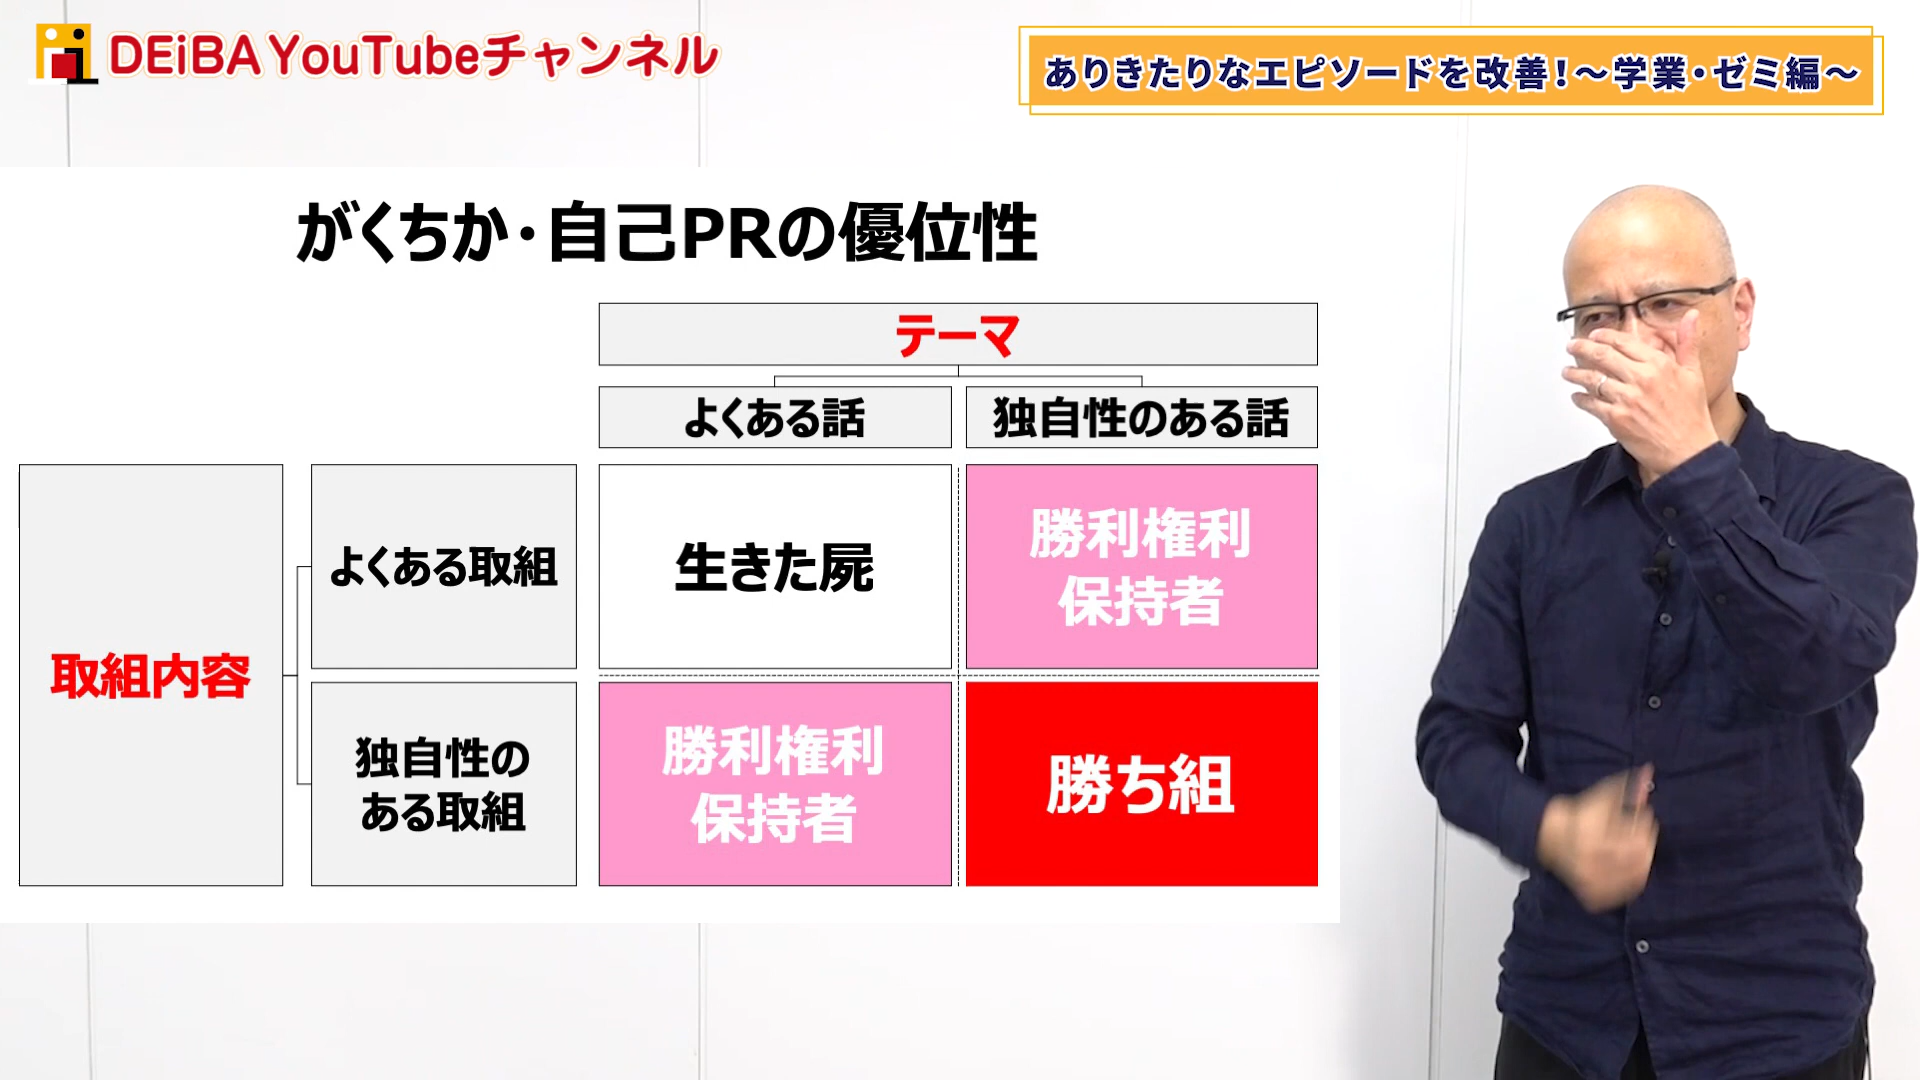 DEiBA YouTubeチャンネル
ありきたりなエピソードを改善！～学業・ゼミ編～
がくちか・自己PRの優位性
テーマ
よくある話
独自性のある話
取組内容
よくある取組
生きた屍
勝利権利
保持者
独自性の
ある取組
勝利権利
保持者
勝ち組